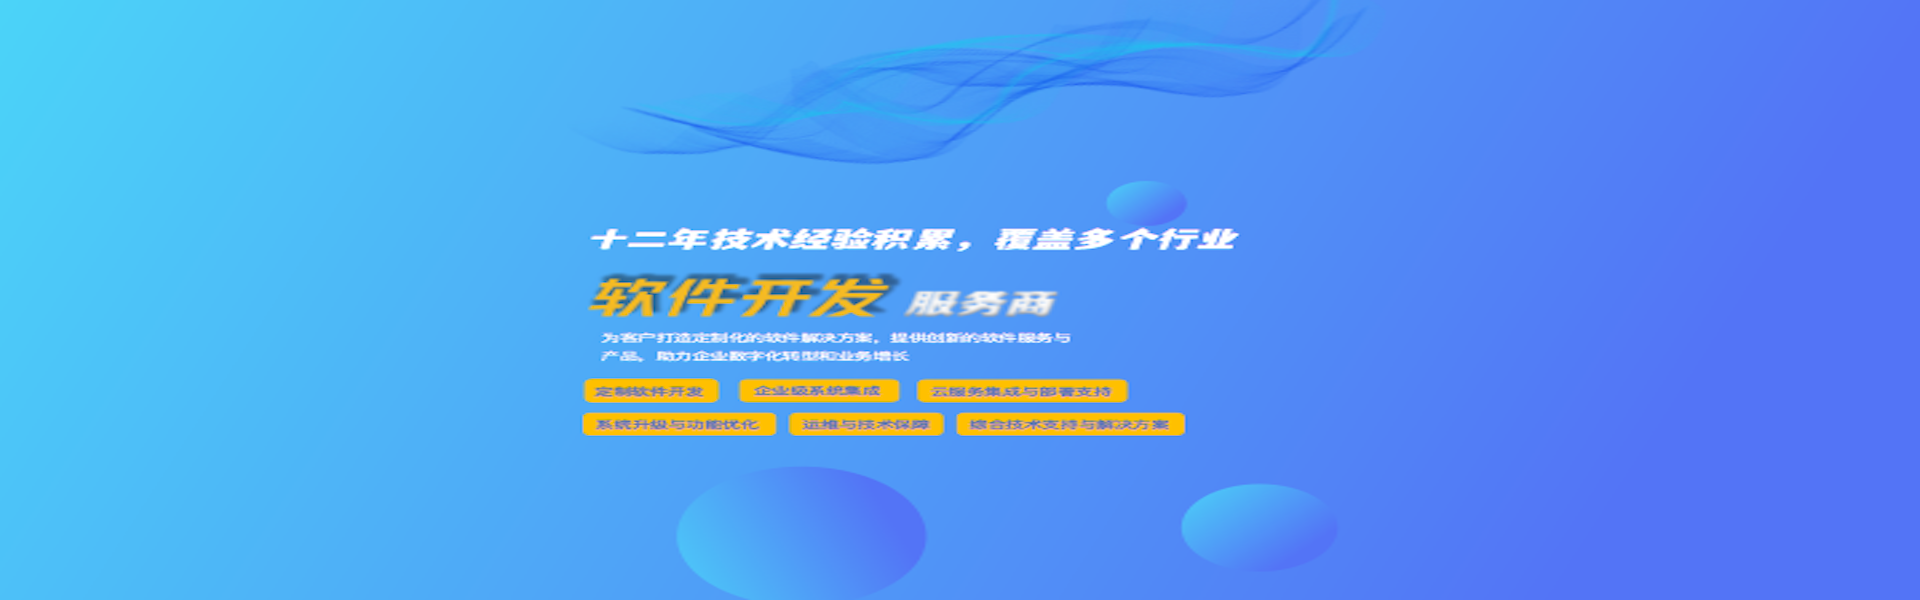 十二年技术经验积累，覆盖多个行业
软件开发 服务商
为客户打造定制化的软件解决方案，提供创新的软件服务与
产品，助力企业数字化转型和业务增长
定制软件开发 企业级系统集成 云服务集成与部署支持
系统升级与功能优化 运维与技术保障 综合技术支持与解决方案